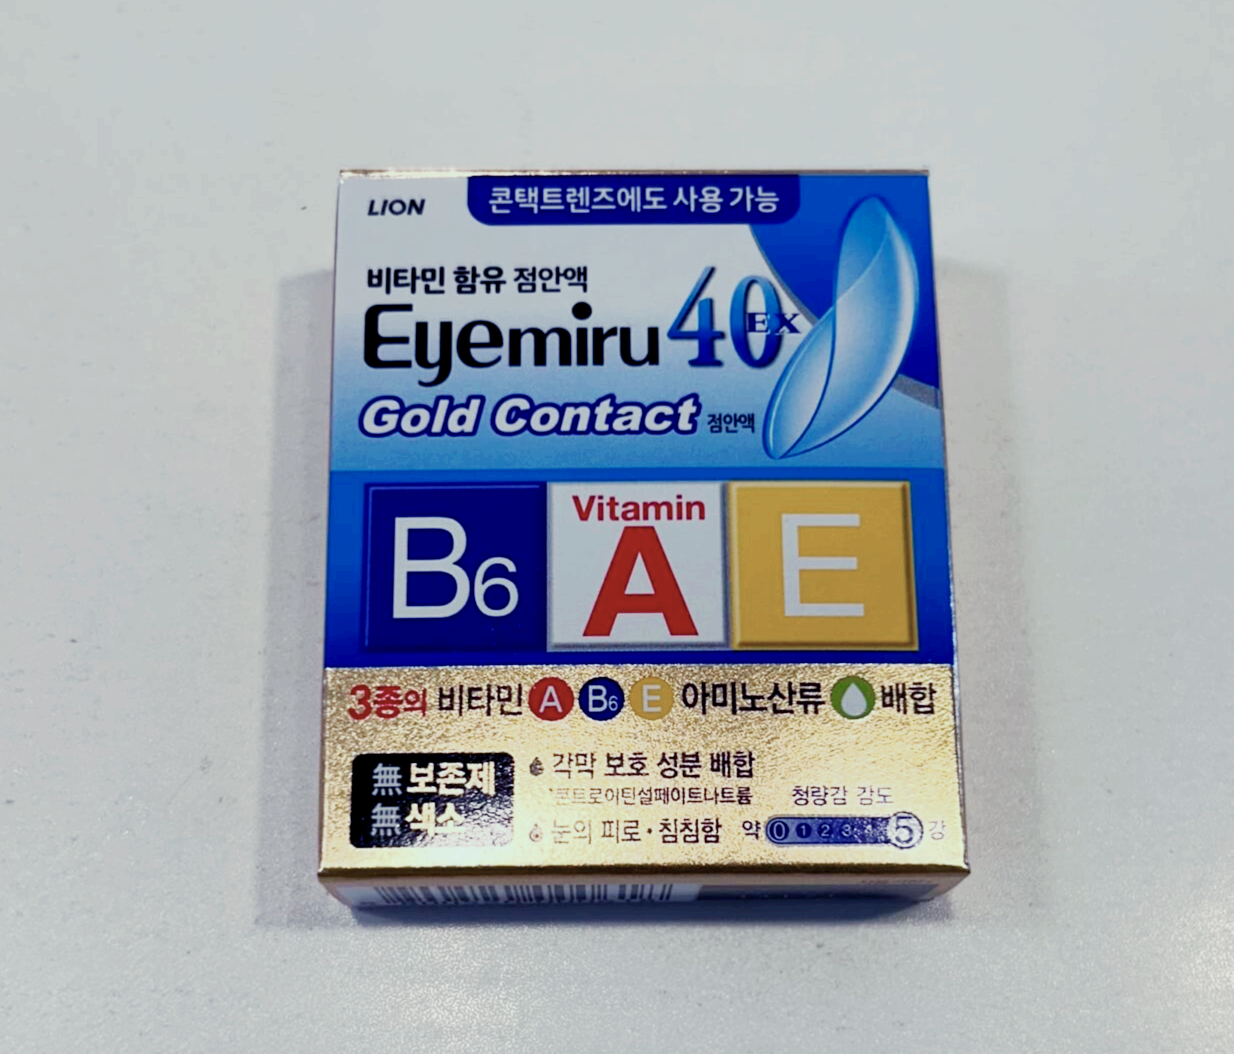 LION
콘택트렌즈에도 사용 가능
비타민 함유 점안액
Eyemiru 40 EX
Gold Contact 점안액
B6
Vitamin A
E
3종의 비타민 A B6 E 아미노산류 배합
無 보존제
無 색소
각막 보호 성분 배합
콘드로이틴설페이트나트륨
눈의 피로·침침함
청량감 강도
약 0 1 2 3 4 5 강